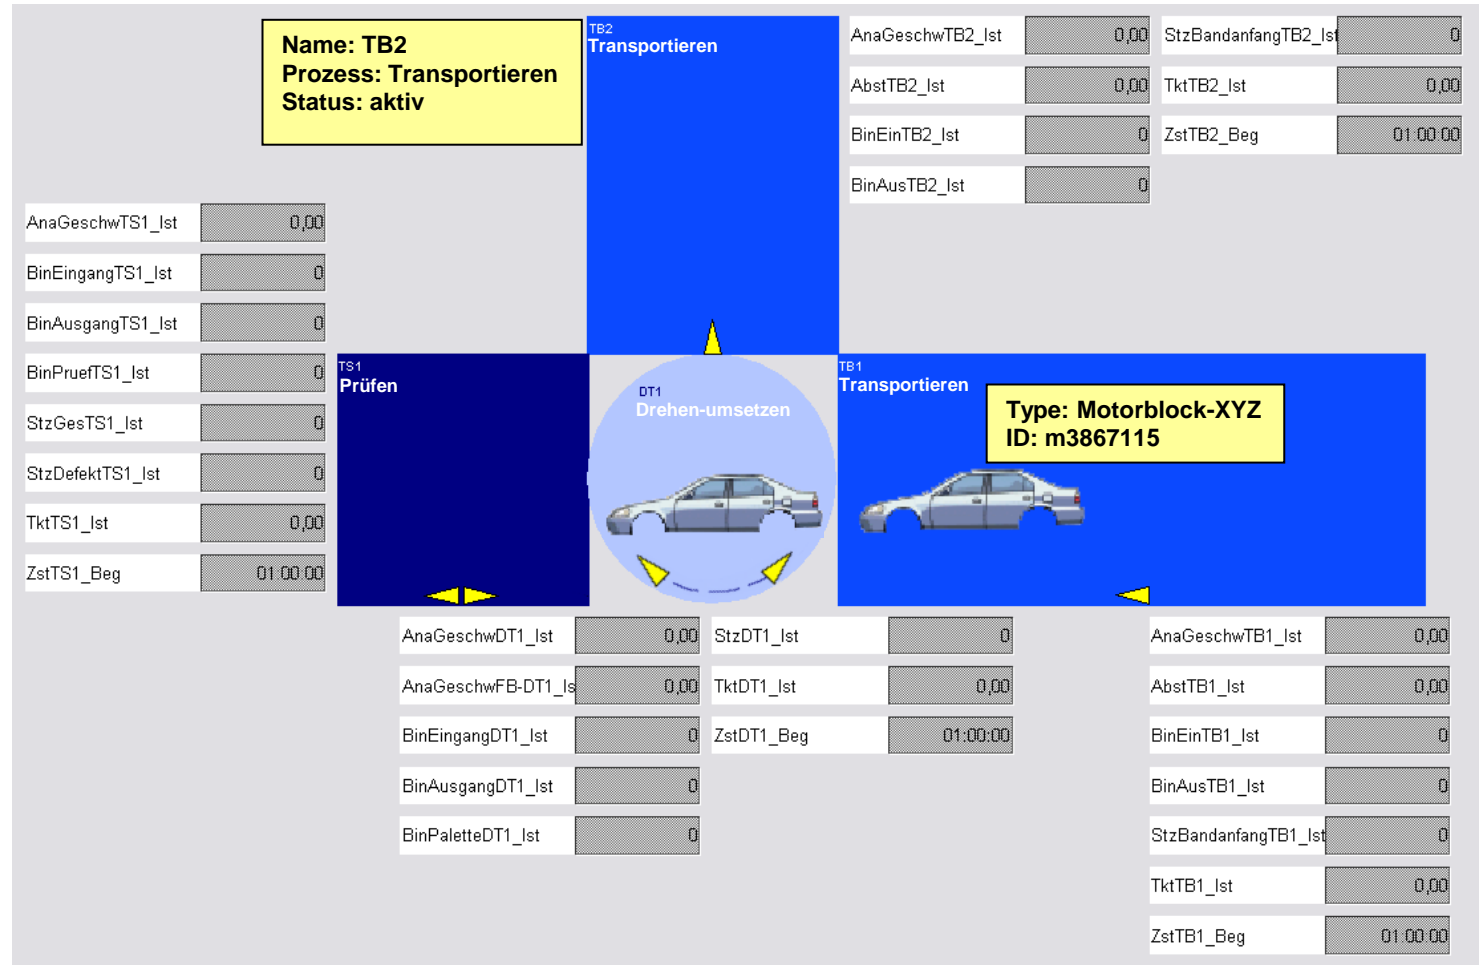 Name: TB2
Prozess: Transportieren
Status: aktiv
TB2
Transportieren
AnaGeschwTB2_Ist 0,00 StzBandanfangTB2_Ist 0
AbstTB2_Ist 0,00 TktTB2_Ist 0,00
BinEinTB2_Ist 0 ZstTB2_Beg 01:00:00
BinAusTB2_Ist 0
AnaGeschwTS1_Ist 0,00
BinEingangTS1_Ist 0
BinAusgangTS1_Ist 0
BinPruefTS1_Ist 0
StzGesTS1_Ist 0
StzDefektTS1_Ist 0
TktTS1_Ist 0,00
ZstTS1_Beg 01:00:00
TS1
Prüfen
DT1
Drehen-umsetzen
TB1
Transportieren
Type: Motorblock-XYZ
ID: m3867115
AnaGeschwDT1_Ist 0,00 StzDT1_Ist 0
AnaGeschwFB-DT1_Is 0,00 TktDT1_Ist 0,00
BinEingangDT1_Ist 0 ZstDT1_Beg 01:00:00
BinAusgangDT1_Ist 0
BinPaletteDT1_Ist 0
AnaGeschwTB1_Ist 0,00
AbstTB1_Ist 0,00
BinEinTB1_Ist 0
BinAusTB1_Ist 0
StzBandanfangTB1_Ist 0
TktTB1_Ist 0,00
ZstTB1_Beg 01:00:00